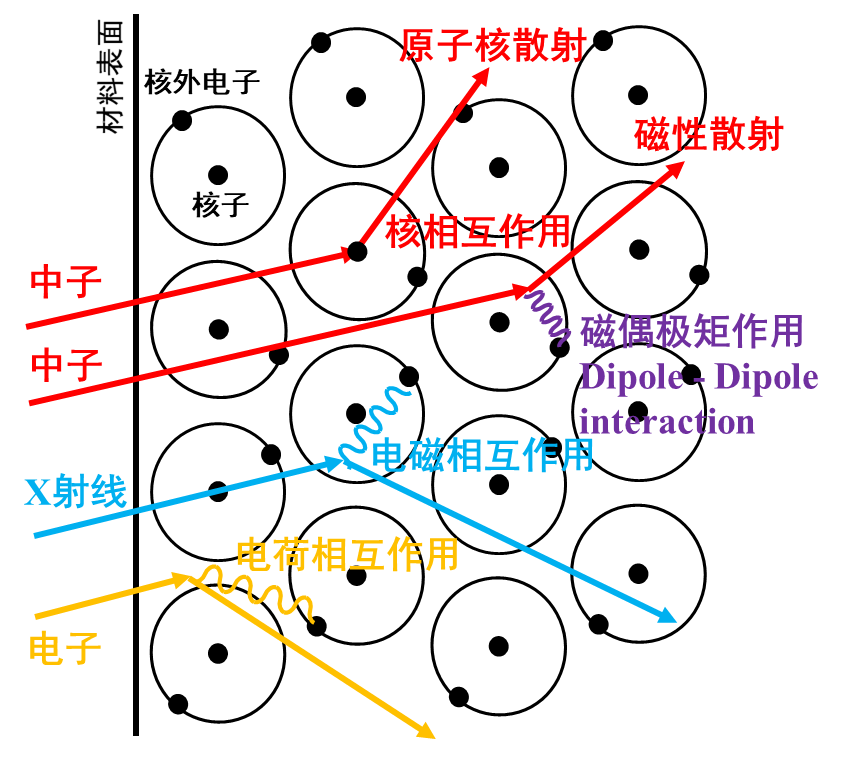 材料表面
核外电子
核子
原子核散射
磁性散射
核相互作用
中子
中子
磁偶极矩作用
Dipole - Dipole
interaction
电磁相互作用
X射线
电荷相互作用
电子